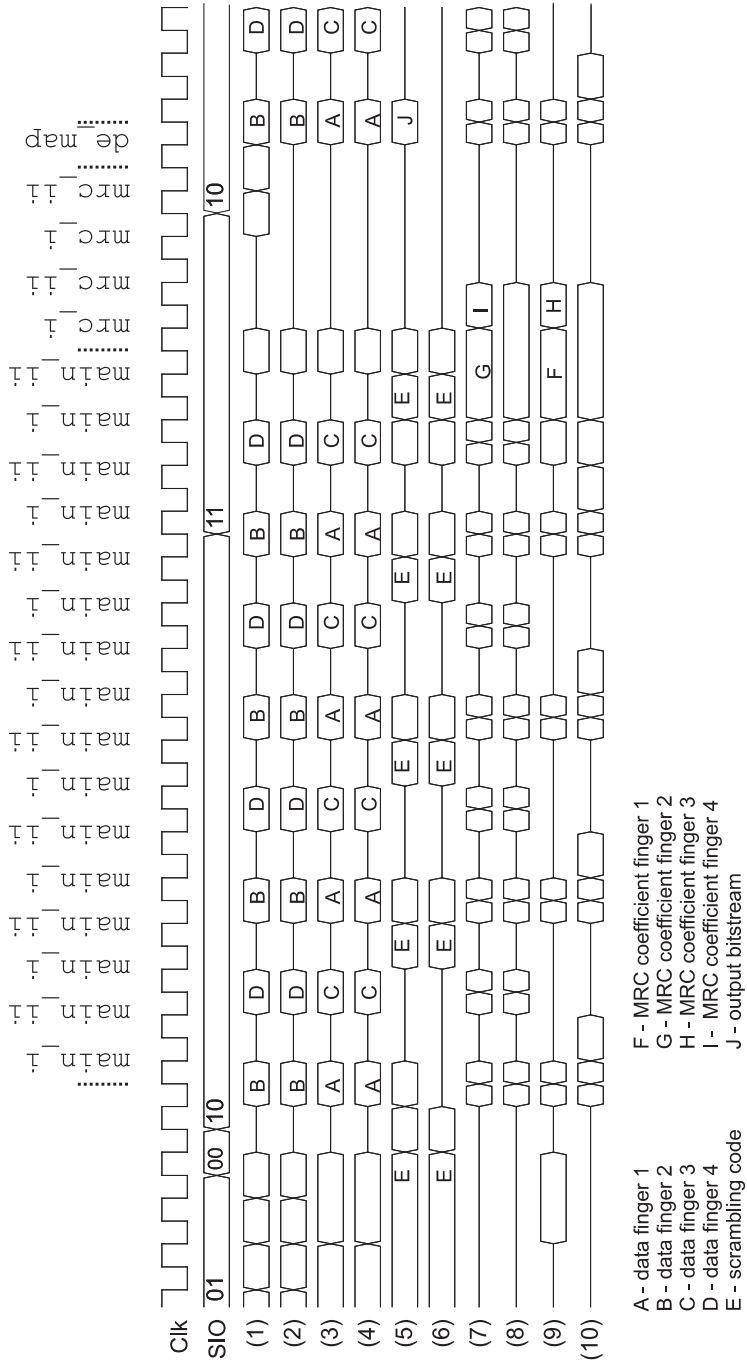 main_i
main_ii
main_i
main_ii
main_i
main_ii
main_i
main_ii
main_i
main_ii
main_i
main_ii
main_i
main_ii
main_i
main_ii
mrc_i
mrc_ii
mrc_i
mrc_ii
de_map
Clk
SIO 01 00 10 11 10
(1) B D B D B D B D B D
(2) B D B D B D B D B D
(3) A C A C A C A C A C
(4) A C A C A C A C A C
(5) E E E E E J
(6) E E E E E
(7) G I
(8)
(9) F H
(10)
A - data finger 1
B - data finger 2
C - data finger 3
D - data finger 4
E - scrambling code
F - MRC coefficient finger 1
G - MRC coefficient finger 2
H - MRC coefficient finger 3
I - MRC coefficient finger 4
J - output bitstream